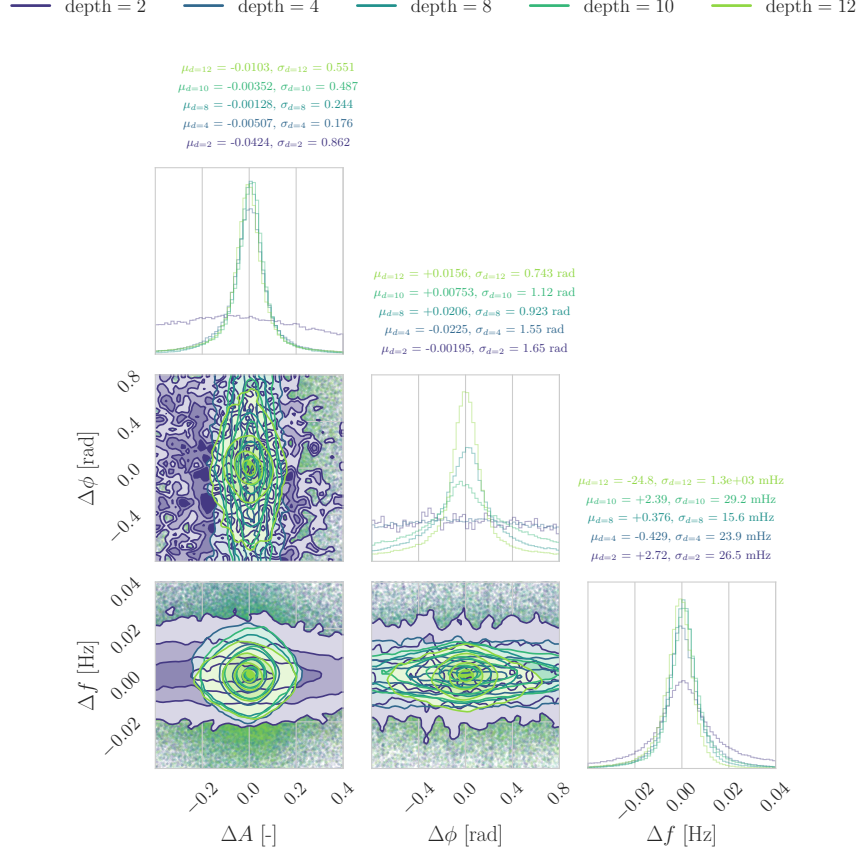 depth = 2 depth = 4 depth = 8 depth = 10 depth = 12
μd=12 = -0.0103, σd=12 = 0.551
μd=10 = -0.00352, σd=10 = 0.487
μd=8 = -0.00128, σd=8 = 0.244
μd=4 = -0.00507, σd=4 = 0.176
μd=2 = -0.0424, σd=2 = 0.862
μd=12 = +0.0156, σd=12 = 0.743 rad
μd=10 = +0.00753, σd=10 = 1.12 rad
μd=8 = +0.0206, σd=8 = 0.923 rad
μd=4 = -0.0225, σd=4 = 1.55 rad
μd=2 = -0.00195, σd=2 = 1.65 rad
0.8
0.4
0.0
−0.4
Δϕ [rad]
μd=12 = -24.8, σd=12 = 1.3e+03 mHz
μd=10 = +2.39, σd=10 = 29.2 mHz
μd=8 = +0.376, σd=8 = 15.6 mHz
μd=4 = -0.429, σd=4 = 23.9 mHz
μd=2 = +2.72, σd=2 = 26.5 mHz
0.04
0.02
0.00
−0.02
Δf [Hz]
−0.2 0.0 0.2 0.4 −0.4 0.0 0.4 0.8 −0.02 0.00 0.02 0.04
ΔA [-] Δϕ [rad] Δf [Hz]